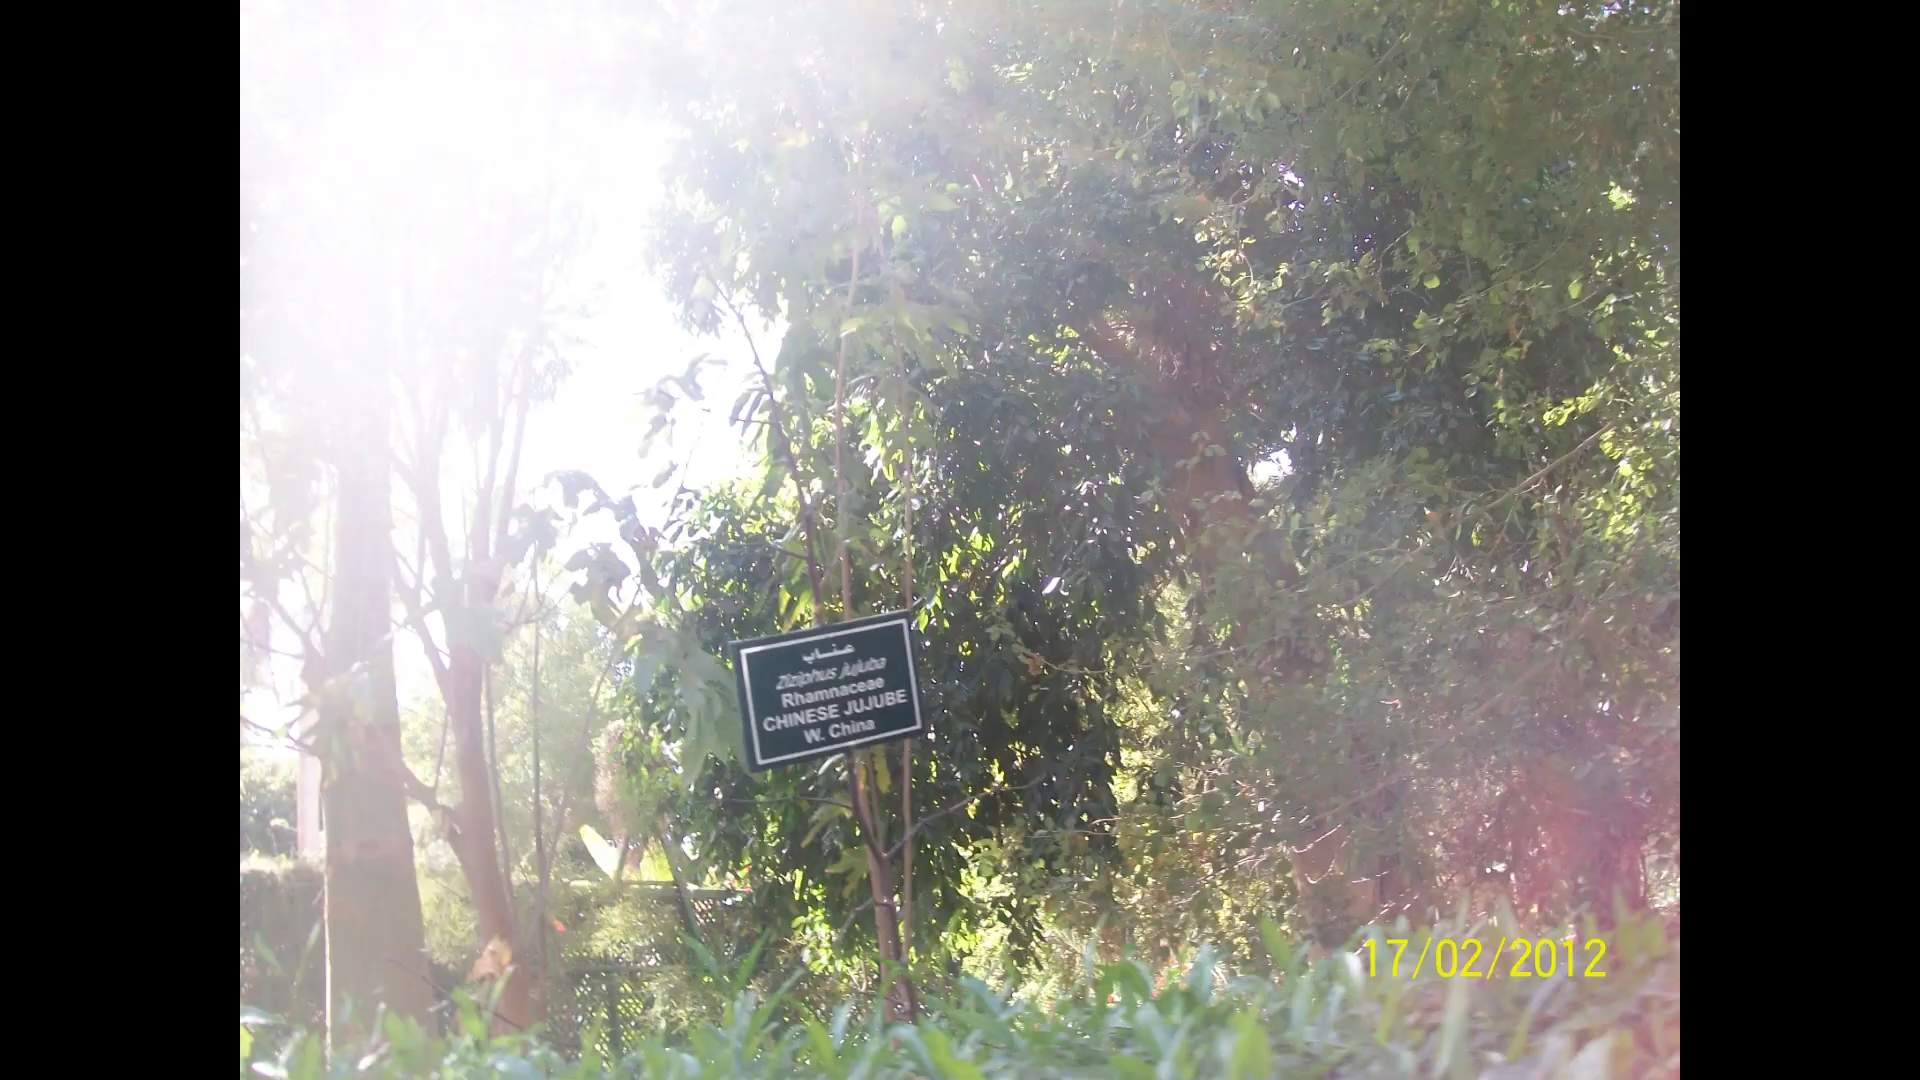 عناب
Ziziphus jujuba
Rhamnaceae
CHINESE JUJUBE
W. China
17/02/2012